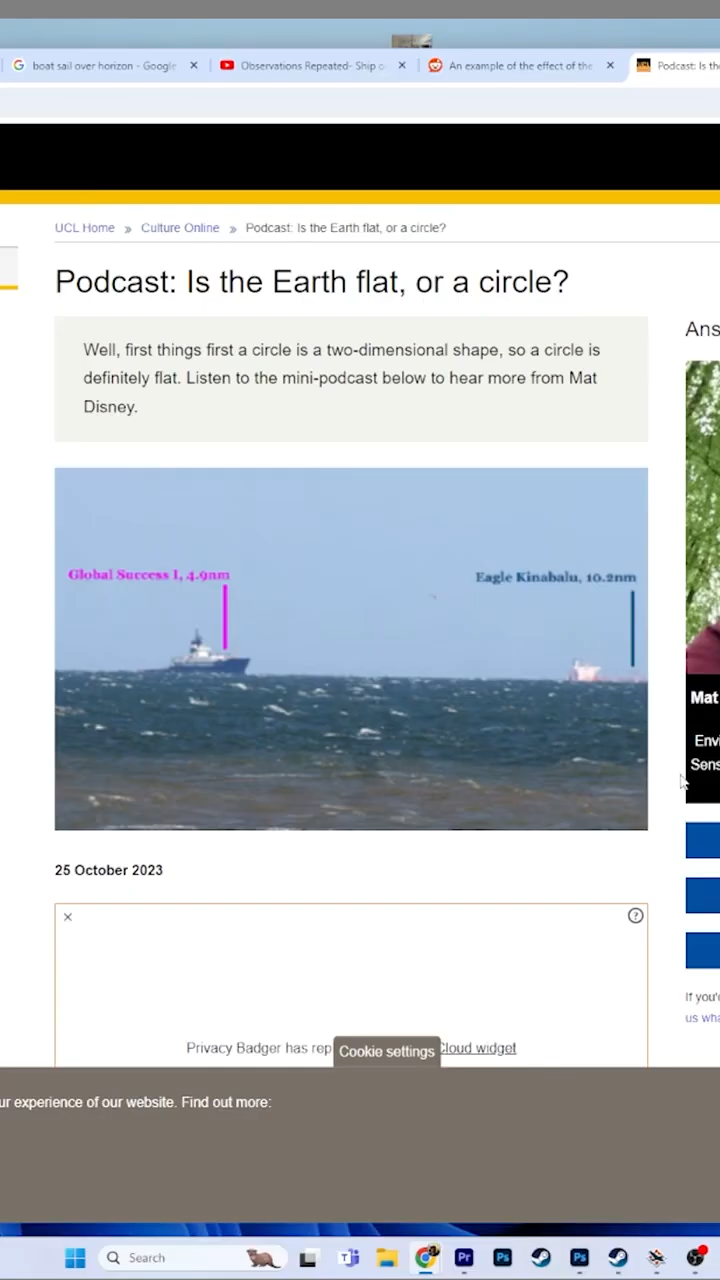 boat sail over horizon - Google
Observations Repeated- Ship o
An example of the effect of the
Podcast: Is the
UCL Home » Culture Online » Podcast: Is the Earth flat, or a circle?
Podcast: Is the Earth flat, or a circle?
Well, first things first a circle is a two-dimensional shape, so a circle is
definitely flat. Listen to the mini-podcast below to hear more from Mat
Disney.
Ans
Global Success I, 4.9nm
Eagle Kinabalu, 10.2nm
Mat
Envi
Sens
25 October 2023
If you'
us wha
Privacy Badger has rep
Cloud widget
Cookie settings
ur experience of our website. Find out more:
Search